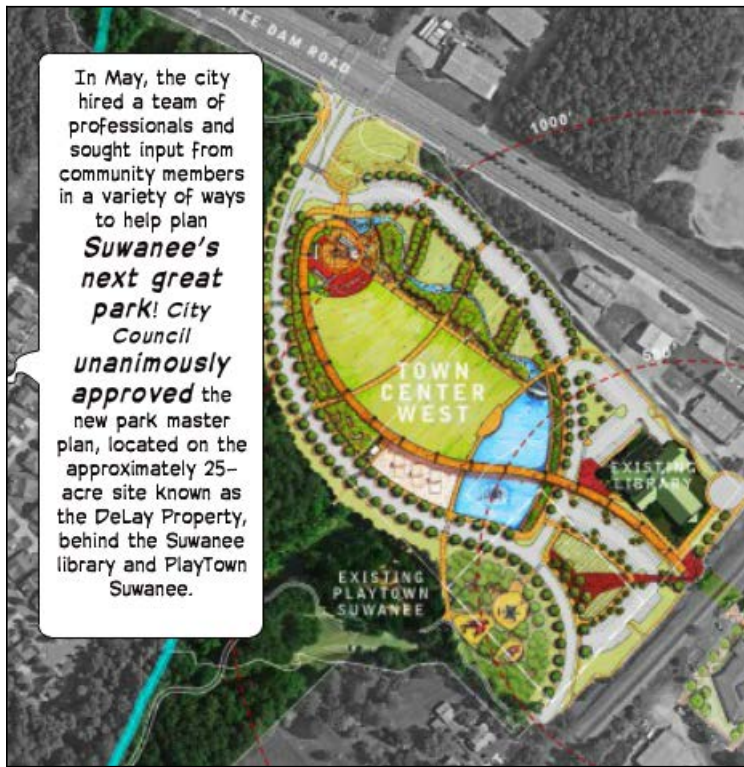 NEE DAM ROAD
In May, the city
hired a team of
professionals and
sought input from
community members
in a variety of ways
to help plan
Suwanee's
next great
park! City
Council
unanimously
approved the
new park master
plan, located on the
approximately 25-
acre site known as
the DeLay Property,
behind the Suwanee
library and PlayTown
Suwanee.
1000'
500'
TOWN
CENTER
WEST
EXISTING
LIBRARY
EXISTING
PLAYTOWN
SUWANEE